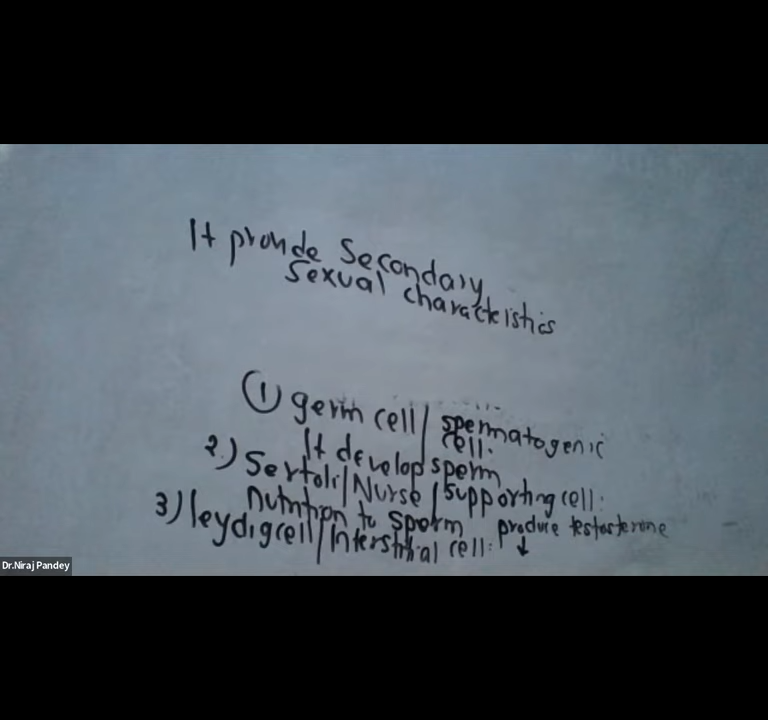 It provide Secondary
Sexual characteristics
① germ cell / spermatogenic
cell:
It develop sperm
2) Sertoli / Nurse / Supporting cell:
nutrition to sperm
3) leydig cell / Interstitial cell: produce testosterone
↓
Dr.Niraj Pandey